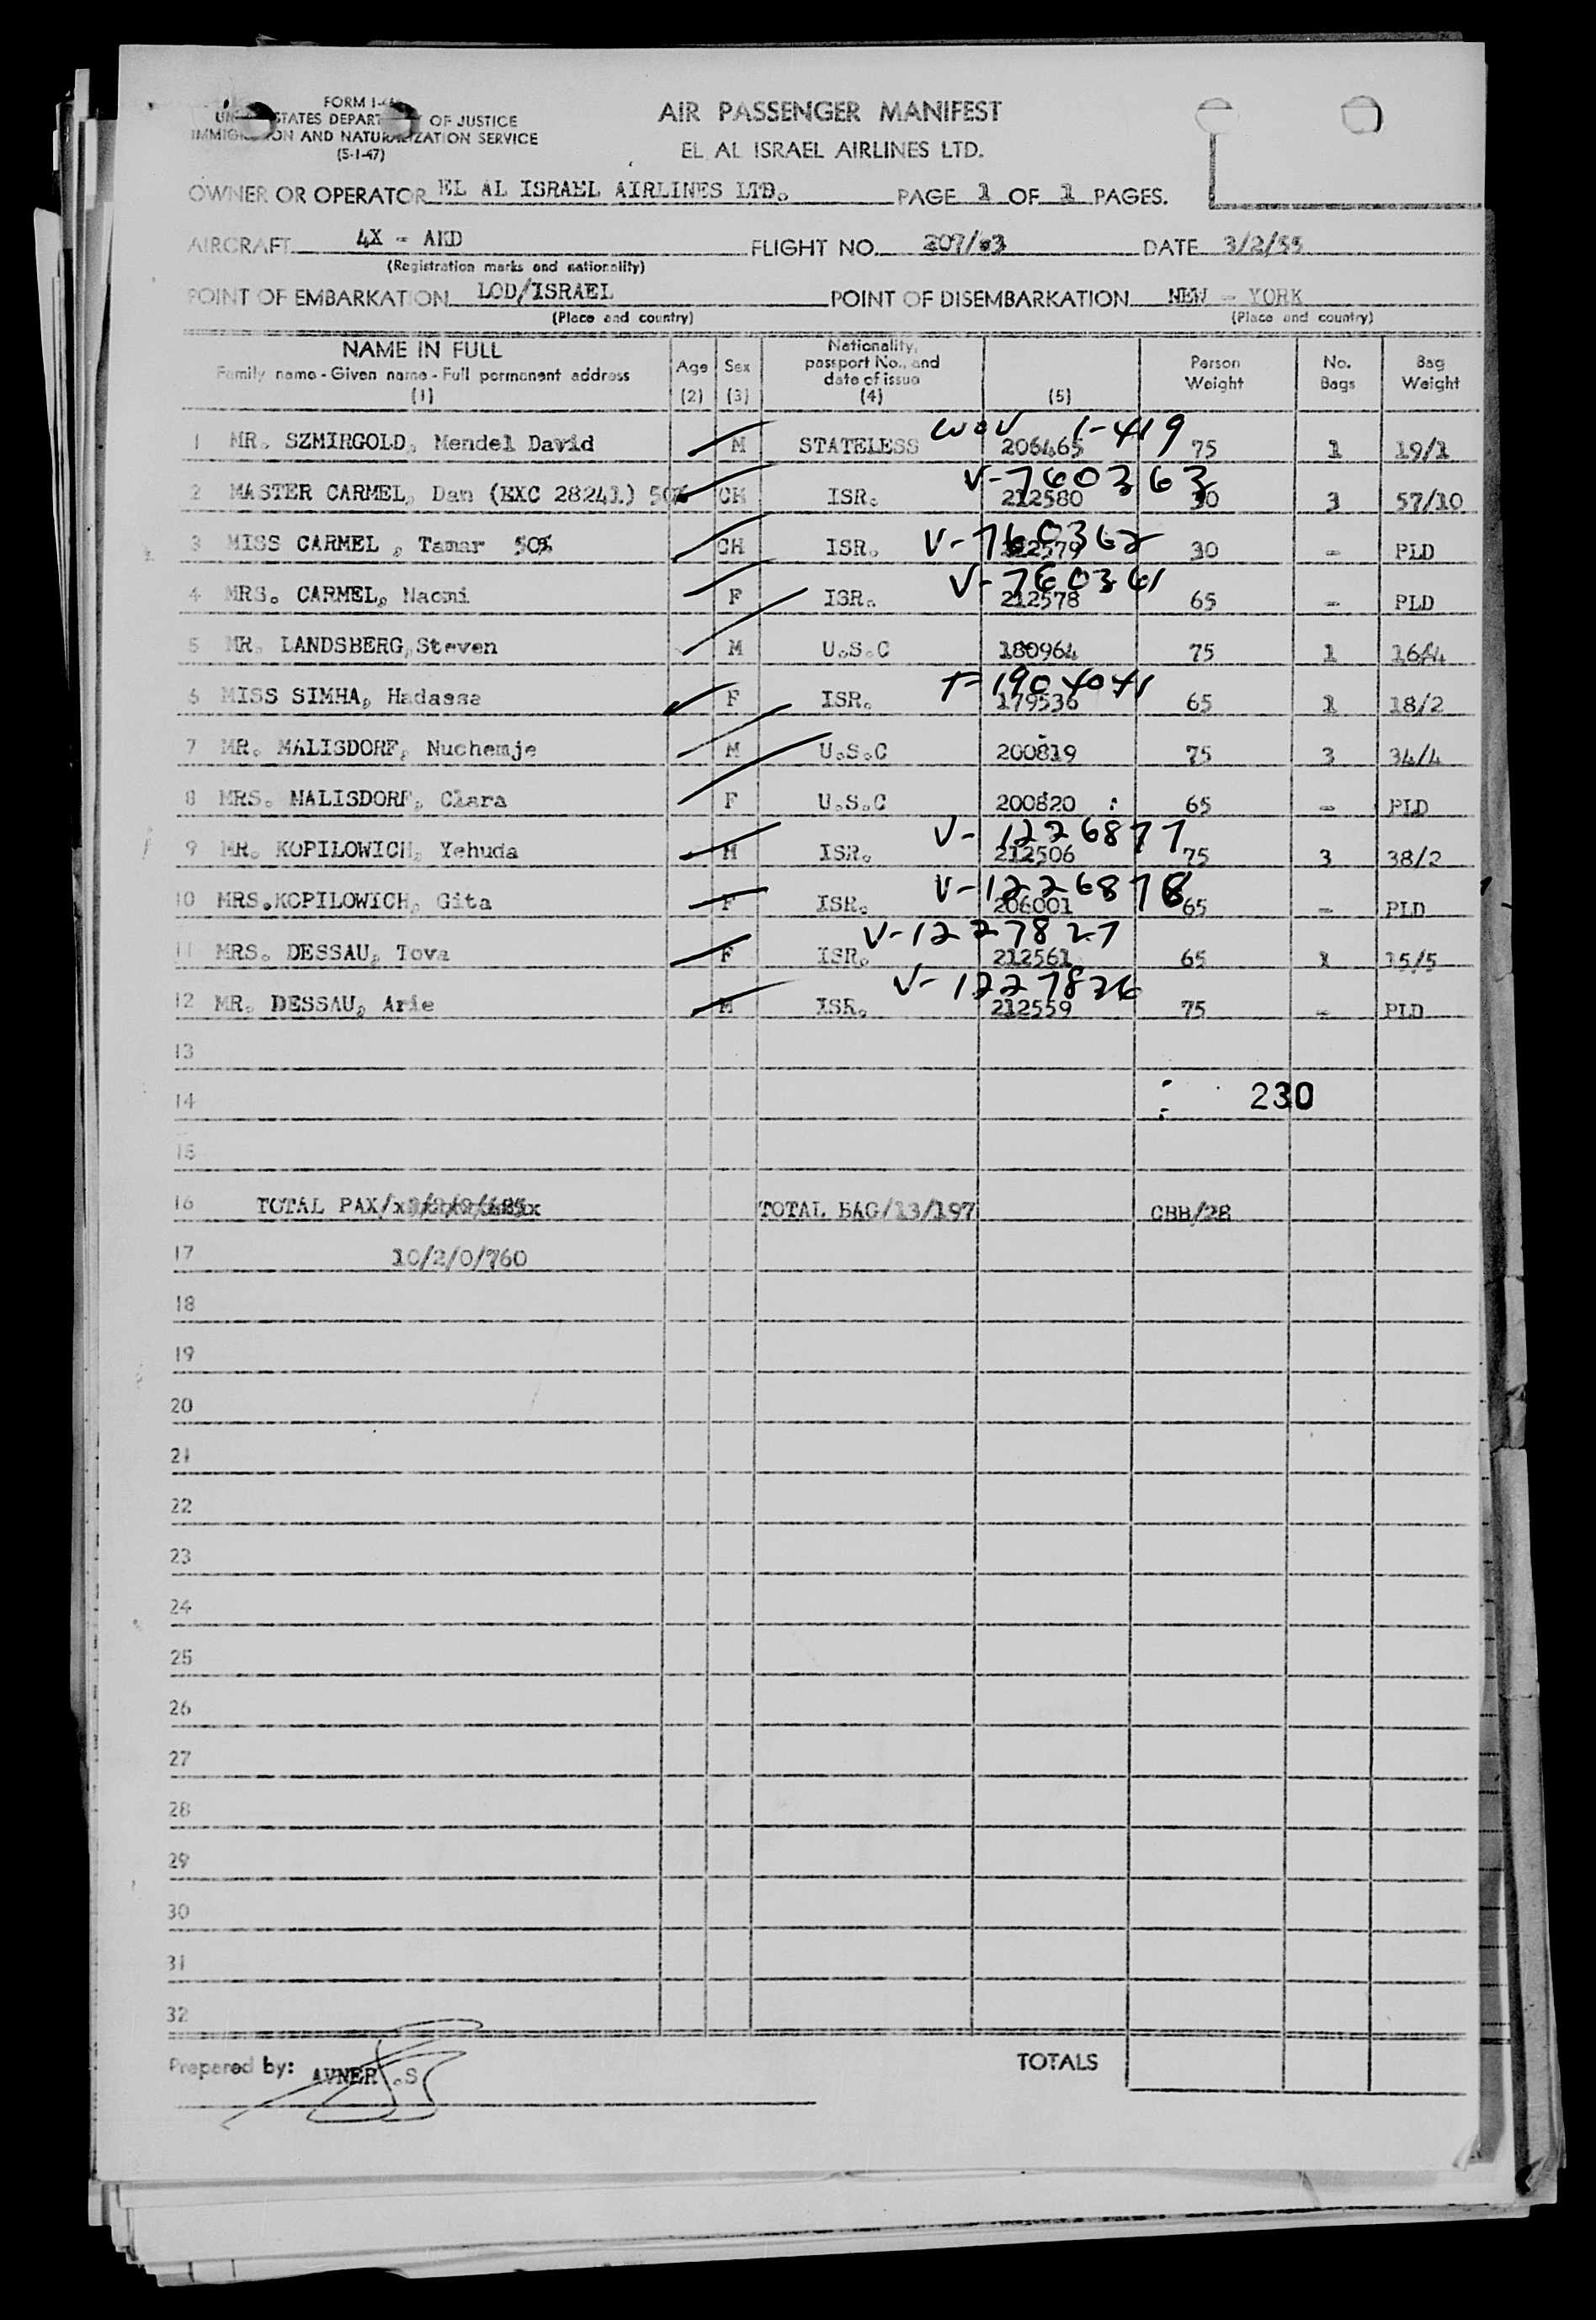 FORM I-
STATES DEPART OF JUSTICE
AND NATURALIZATION SERVICE
(5-1-47)
AIR PASSENGER MANIFEST
EL AL ISRAEL AIRLINES LTD.
OWNER OR OPERATOR EL AL ISRAEL AIRLINES LTD. PAGE 1 OF 1 PAGES.
AIRCRAFT 4X - AKD FLIGHT NO. 207/ DATE 3/2/55
(Registration marks and nationality)
POINT OF EMBARKATION LOD/ISRAEL POINT OF DISEMBARKATION NEW - YORK
(Place and country) (Place and country)
NAME IN FULL
Family name - Given name - Full permanent address
(1)
Age
(2)
Sex
(3)
Nationality,
passport No., and
date of issue
(4)
(5)
Person
Weight
No.
Bags
Bag
Weight
WOV 1-419
1 MR. SZMIRGOLD, Mendel David M STATELESS 206465 75 1 19/1
V-760363
2 MASTER CARMEL, Dan (EXC 28241) 50% CH ISR. 212580 30 3 57/10
V-760362
3 MISS CARMEL , Tamar 50% CH ISR. 212579 30 - PLD
V-760361
4 MRS. CARMEL, Naomi F ISR. 212578 65 - PLD
5 MR. LANDSBERG, Steven M U.S.C 180964 75 1 16/4
T-1904041
6 MISS SIMHA, Hadassa F ISR. 179536 65 1 18/2
7 MR. MALISDORF, Nuchemje M U.S.C 200819 75 3 34/4
8 MRS. MALISDORF, Clara F U.S.C 200820 65 - PLD
V-1226877
9 MR. KOPILOWICH, Yehuda M ISR. 212506 75 3 38/2
V-1226878
10 MRS. KOPILOWICH, Gita F ISR. 206001 65 - PLD
V-1227827
11 MRS. DESSAU, Tova F ISR. 212561 65 1 15/5
V-1227826
12 MR. DESSAU, Arie M ISR. 212559 75 - PLD
13
14 230
15
16 TOTAL PAX/ TOTAL BAG/13/197 CBB/28
17 10/2/0/760
18
19
20
21
22
23
24
25
26
27
28
29
30
31
32
Prepared by: AVNER .S TOTALS